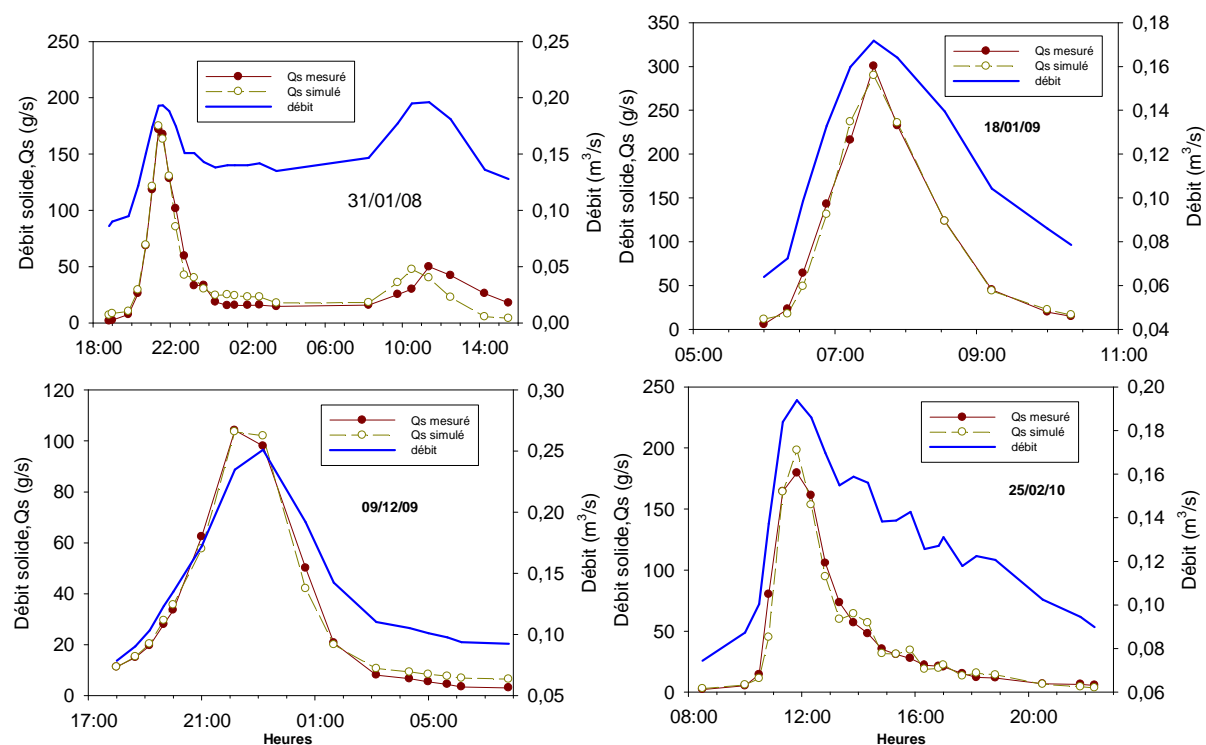 250
200
150
100
50
0
Débit solide,Qs (g/s)
18:00 22:00 02:00 06:00 10:00 14:00
0,25
0,20
0,15
0,10
0,05
0,00
Débit (m³/s)
Qs mesuré
Qs simulé
débit
31/01/08
350
300
250
200
150
100
50
0
Débit solide,Qs (g/s)
05:00 07:00 09:00 11:00
0,18
0,16
0,14
0,12
0,10
0,08
0,06
0,04
Débit (m³/s)
Qs mesuré
Qs simulé
débit
18/01/09
120
100
80
60
40
20
0
Débit solide,Qs (g/s)
17:00 21:00 01:00 05:00
Heures
0,30
0,25
0,20
0,15
0,10
0,05
Débit (m³/s)
Qs mesuré
Qs simulé
débit
09/12/09
250
200
150
100
50
0
Débit solide,Qs (g/s)
08:00 12:00 16:00 20:00
Heures
0,20
0,18
0,16
0,14
0,12
0,10
0,08
0,06
Débit (m³/s)
Qs mesuré
Qs simulé
débit
25/02/10